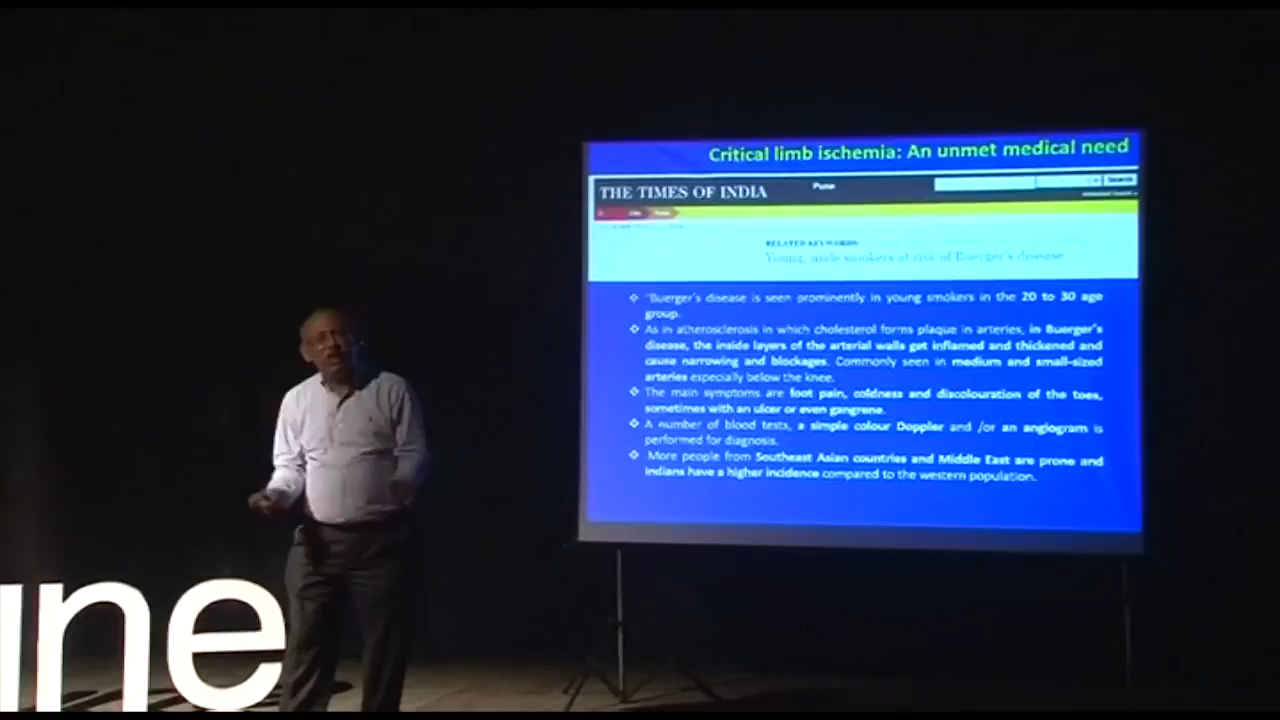 Critical limb ischemia: An unmet medical need
THE TIMES OF INDIA
Pune
Search
RELATED KEYWORDS
Young, male smokers at risk of Buerger's disease
❖ "Buerger's disease is seen prominently in young smokers in the 20 to 30 age
group.
❖ As in atherosclerosis in which cholesterol forms plaque in arteries, in Buerger's
disease, the inside layers of the arterial walls get inflamed and thickened and
cause narrowing and blockages. Commonly seen in medium and small-sized
arteries especially below the knee.
❖ The main symptoms are foot pain, coldness and discolouration of the toes,
sometimes with an ulcer or even gangrene.
❖ A number of blood tests, a simple colour Doppler and /or an angiogram is
performed for diagnosis.
❖ More people from Southeast Asian countries and Middle East are prone and
Indians have a higher incidence compared to the western population.
une